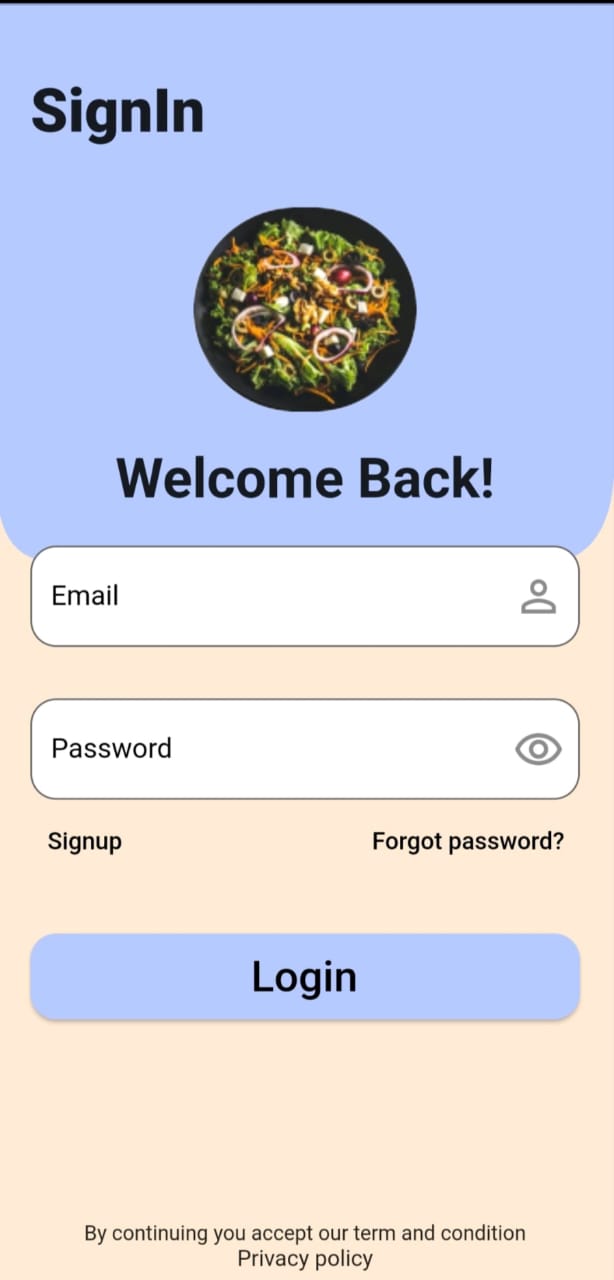 SignIn
Welcome Back!
Email
Password
Signup
Forgot password?
Login
By continuing you accept our term and condition
Privacy policy